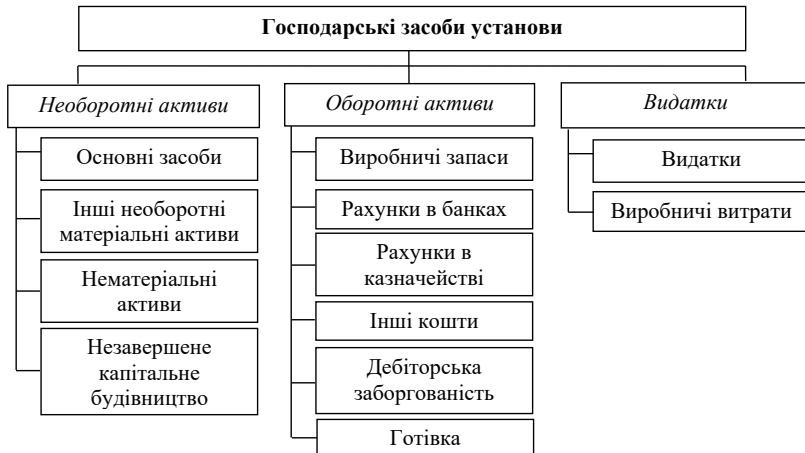 Господарські засоби установи
Необоротні активи
Основні засоби
Інші необоротні
матеріальні активи
Нематеріальні
активи
Незавершене
капітальне
будівництво
Оборотні активи
Виробничі запаси
Рахунки в банках
Рахунки в
казначействі
Інші кошти
Дебіторська
заборгованість
Готівка
Видатки
Видатки
Виробничі витрати